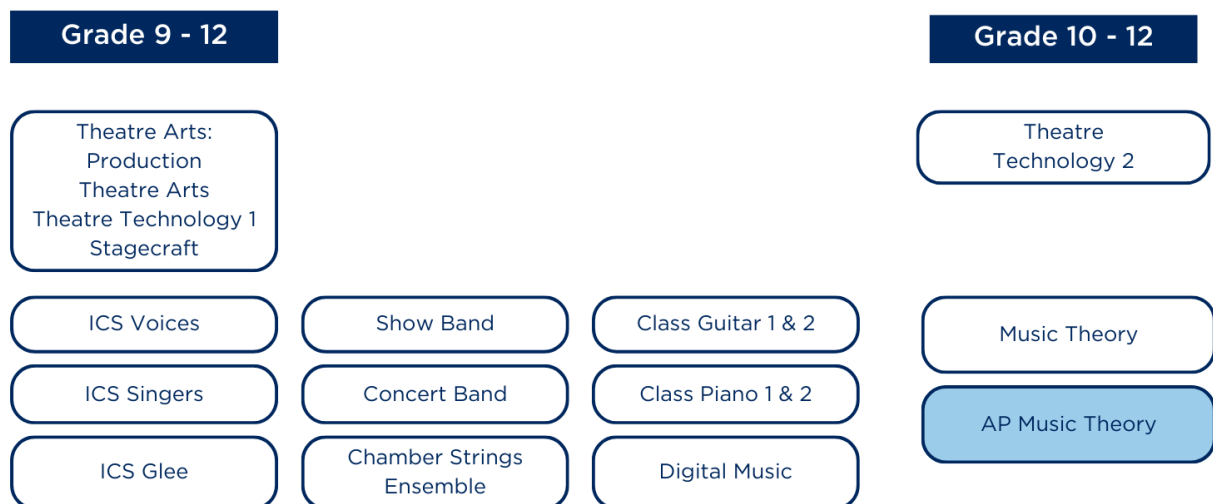 Grade 9 - 12
Grade 10 - 12
Theatre Arts:
Production
Theatre Arts
Theatre Technology 1
Stagecraft
Theatre
Technology 2
ICS Voices
Show Band
Class Guitar 1 & 2
Music Theory
ICS Singers
Concert Band
Class Piano 1 & 2
AP Music Theory
ICS Glee
Chamber Strings
Ensemble
Digital Music